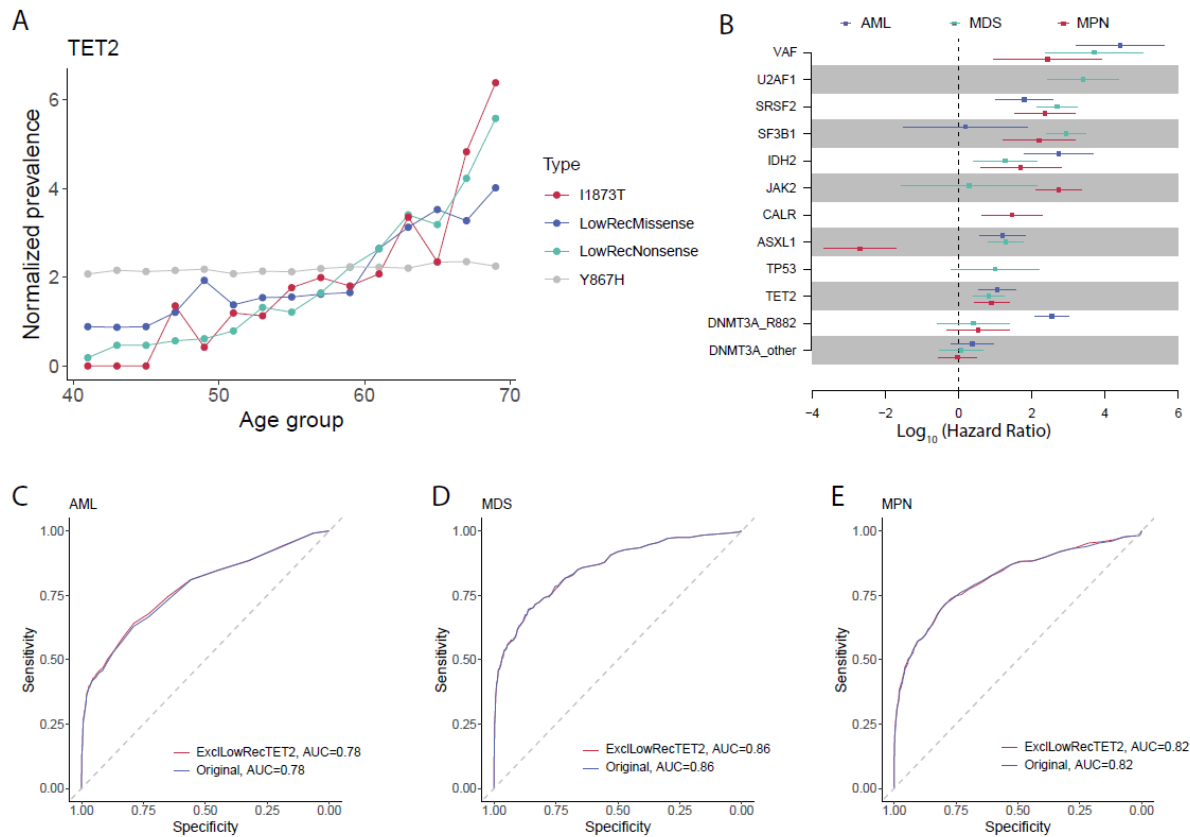 A
TET2
Normalized prevalence
6
4
2
0
40
50
60
70
Age group
Type
I1873T
LowRecMissense
LowRecNonsense
Y867H
B
AML
MDS
MPN
VAF
U2AF1
SRSF2
SF3B1
IDH2
JAK2
CALR
ASXL1
TP53
TET2
DNMT3A_R882
DNMT3A_other
−4
−2
0
2
4
6
Log10 (Hazard Ratio)
C
AML
Sensitivity
1.00
0.75
0.50
0.25
0.00
ExclLowRecTET2, AUC=0.78
Original, AUC=0.78
1.00
0.75
0.50
0.25
0.00
Specificity
D
MDS
Sensitivity
1.00
0.75
0.50
0.25
0.00
ExclLowRecTET2, AUC=0.86
Original, AUC=0.86
1.00
0.75
0.50
0.25
0.00
Specificity
E
MPN
Sensitivity
1.00
0.75
0.50
0.25
0.00
ExclLowRecTET2, AUC=0.82
Original, AUC=0.82
1.00
0.75
0.50
0.25
0.00
Specificity